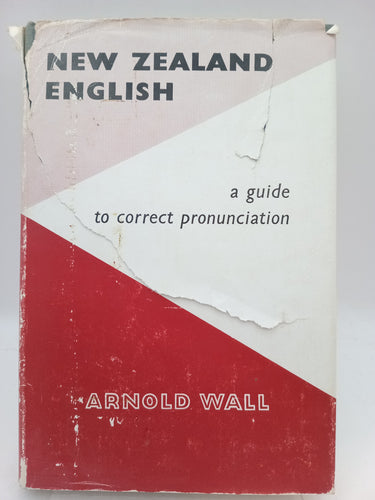 NEW ZEALAND
ENGLISH
a guide
to correct pronunciation
ARNOLD WALL